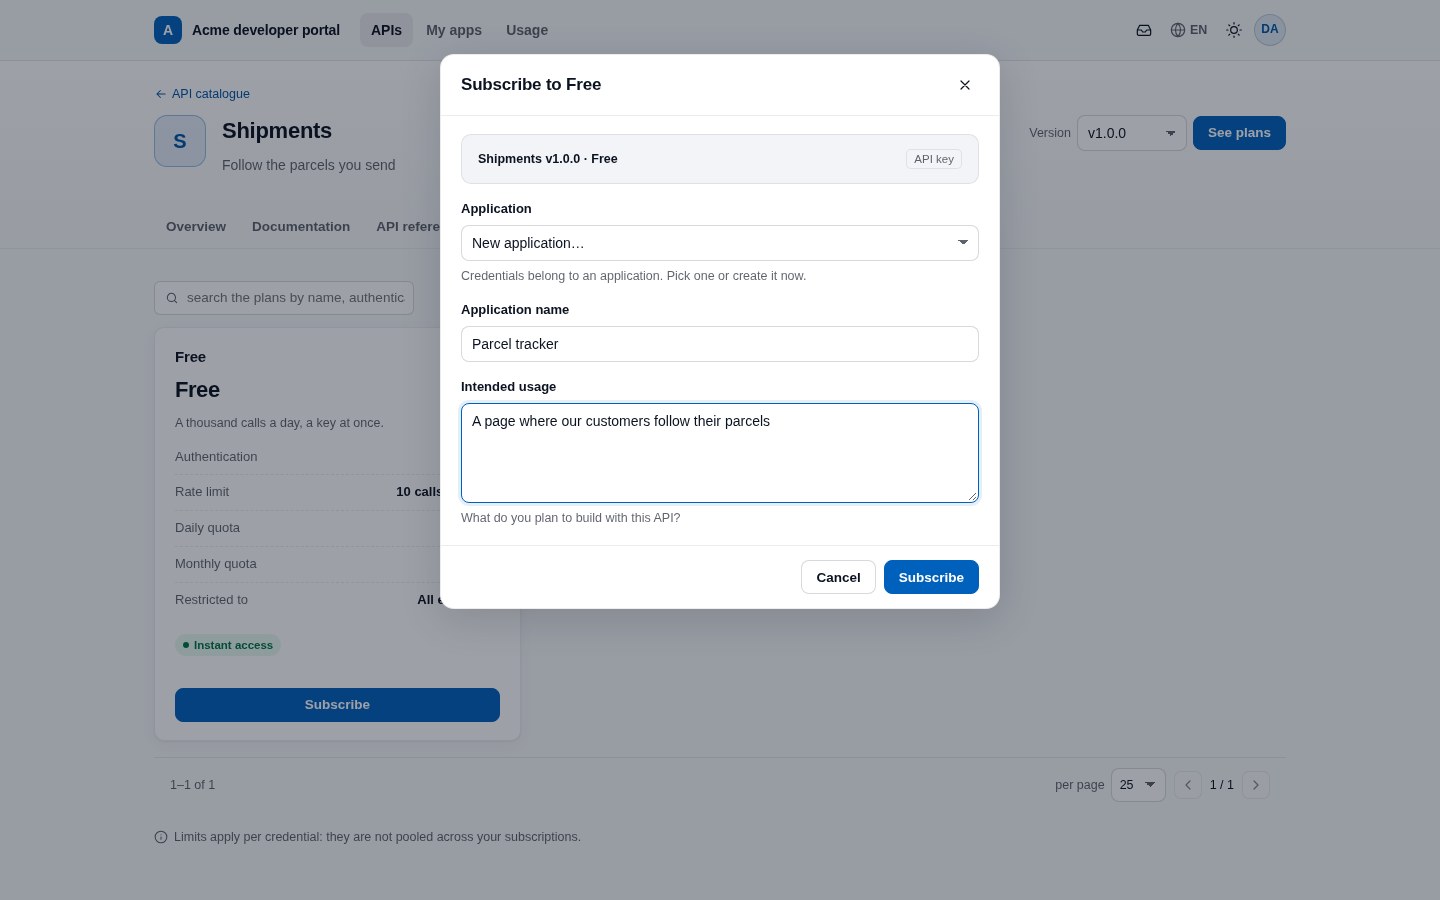 A
Acme developer portal
APIs
My apps
Usage
EN
DA
API catalogue
S
Shipments
Follow the parcels you send
Version
v1.0.0
See plans
Overview
Documentation
API refere
search the plans by name, authentic
Free
Free
A thousand calls a day, a key at once.
Authentication
Rate limit
10 calls
Daily quota
Monthly quota
Restricted to
All e
Instant access
Subscribe
1–1 of 1
per page
25
1 / 1
Limits apply per credential: they are not pooled across your subscriptions.
Subscribe to Free
Shipments v1.0.0 · Free
API key
Application
New application…
Credentials belong to an application. Pick one or create it now.
Application name
Parcel tracker
Intended usage
A page where our customers follow their parcels
What do you plan to build with this API?
Cancel
Subscribe